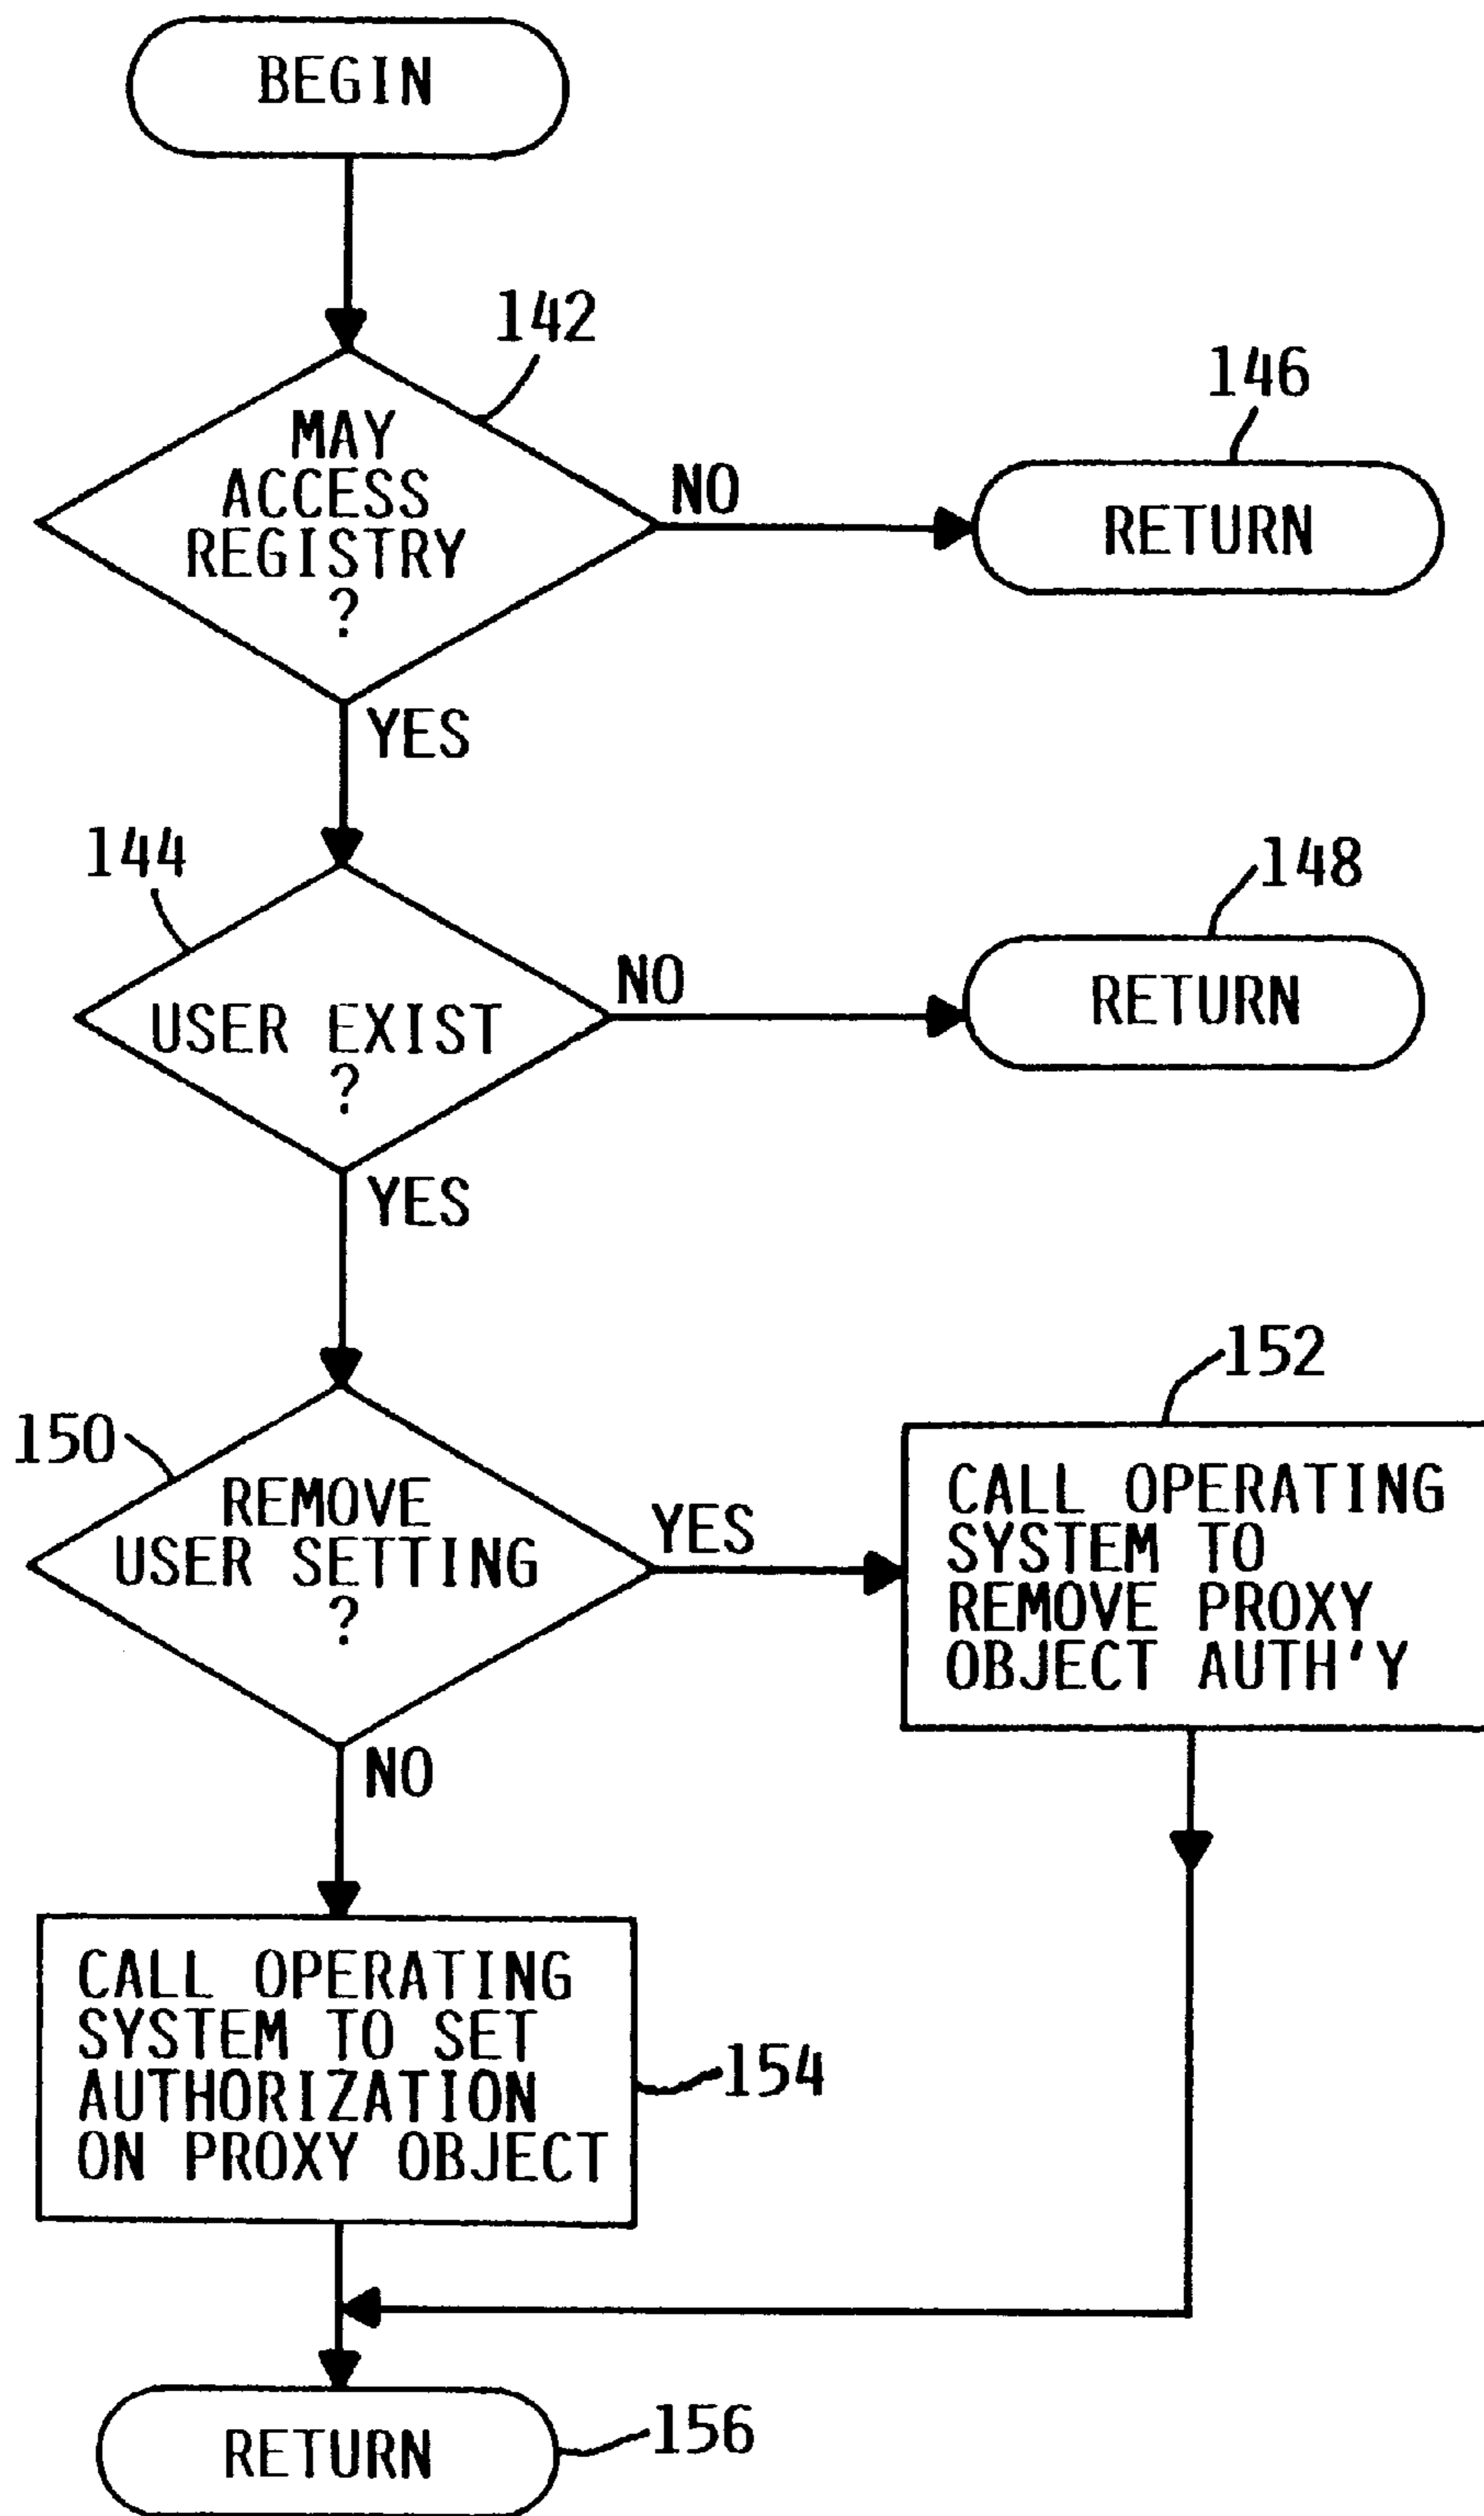 BEGIN
142
MAY
ACCESS
REGISTRY
?
NO
146
RETURN
YES
144
USER EXIST
?
NO
148
RETURN
YES
150
REMOVE
USER SETTING
?
YES
152
CALL OPERATING
SYSTEM TO
REMOVE PROXY
OBJECT AUTH'Y
NO
CALL OPERATING
SYSTEM TO SET
AUTHORIZATION
ON PROXY OBJECT
154
RETURN
156